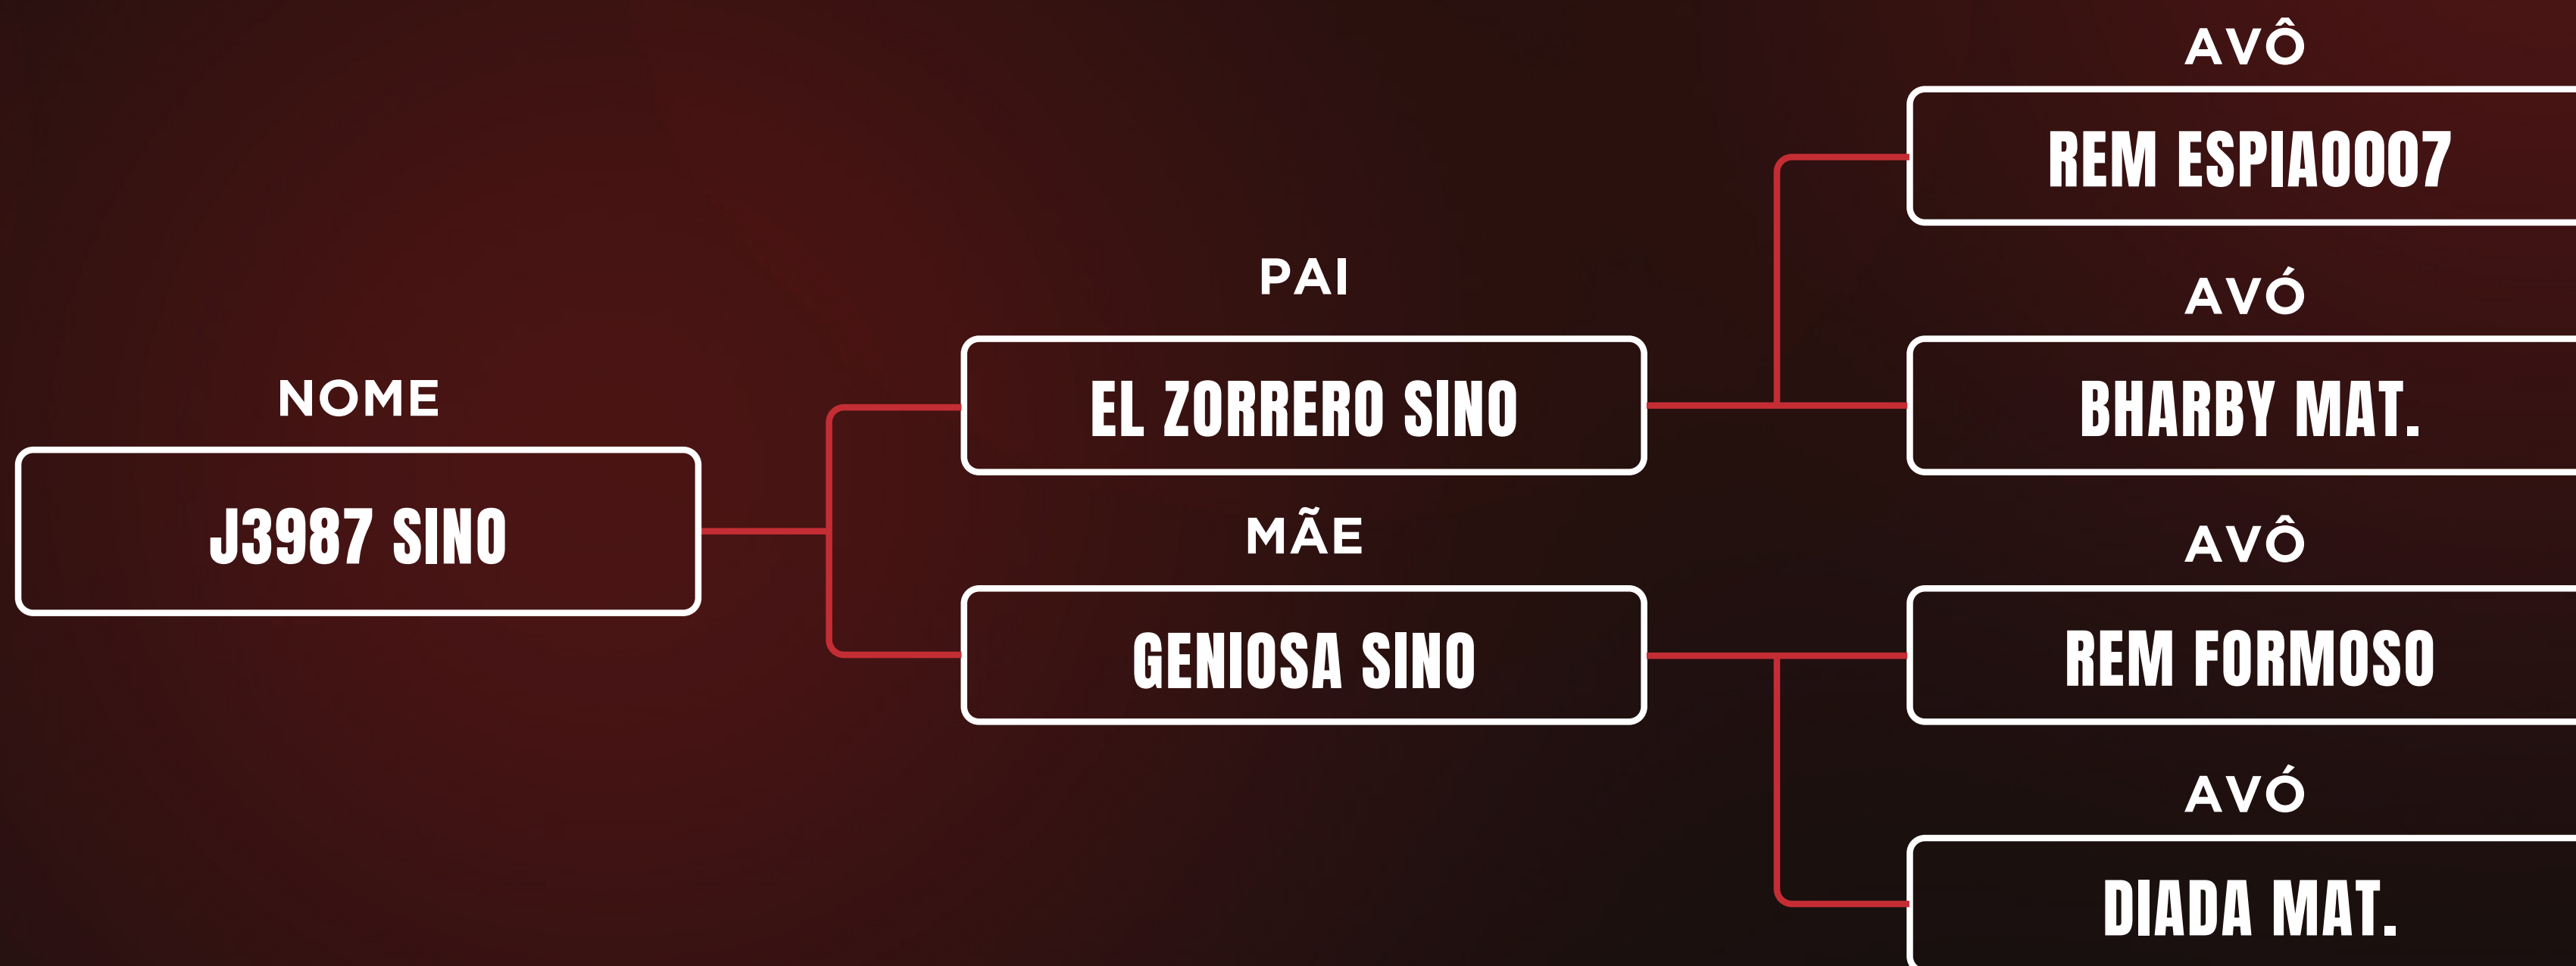 NOME
J3987 SINO
PAI
EL ZORRERO SINO
MÃE
GENIOSA SINO
AVÔ
REM ESPIAO007
AVÓ
BHARBY MAT.
AVÔ
REM FORMOSO
AVÓ
DIADA MAT.